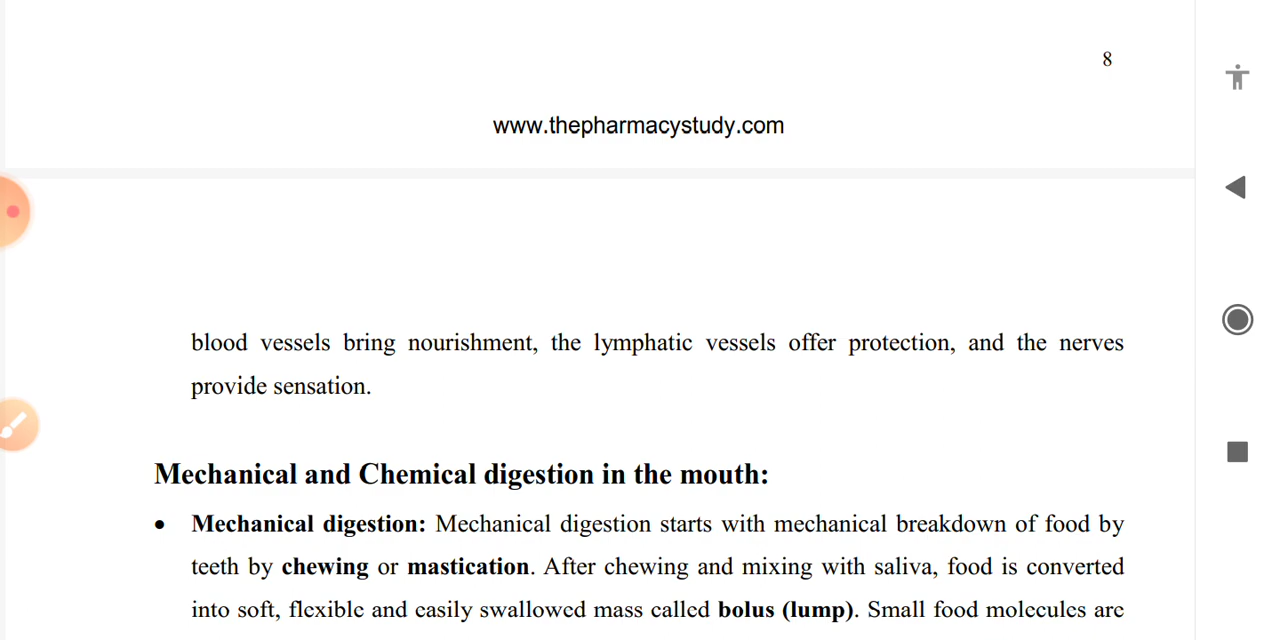 8
www.thepharmacystudy.com
blood vessels bring nourishment, the lymphatic vessels offer protection, and the nerves
provide sensation.
Mechanical and Chemical digestion in the mouth:
• Mechanical digestion: Mechanical digestion starts with mechanical breakdown of food by
teeth by chewing or mastication. After chewing and mixing with saliva, food is converted
into soft, flexible and easily swallowed mass called bolus (lump). Small food molecules are